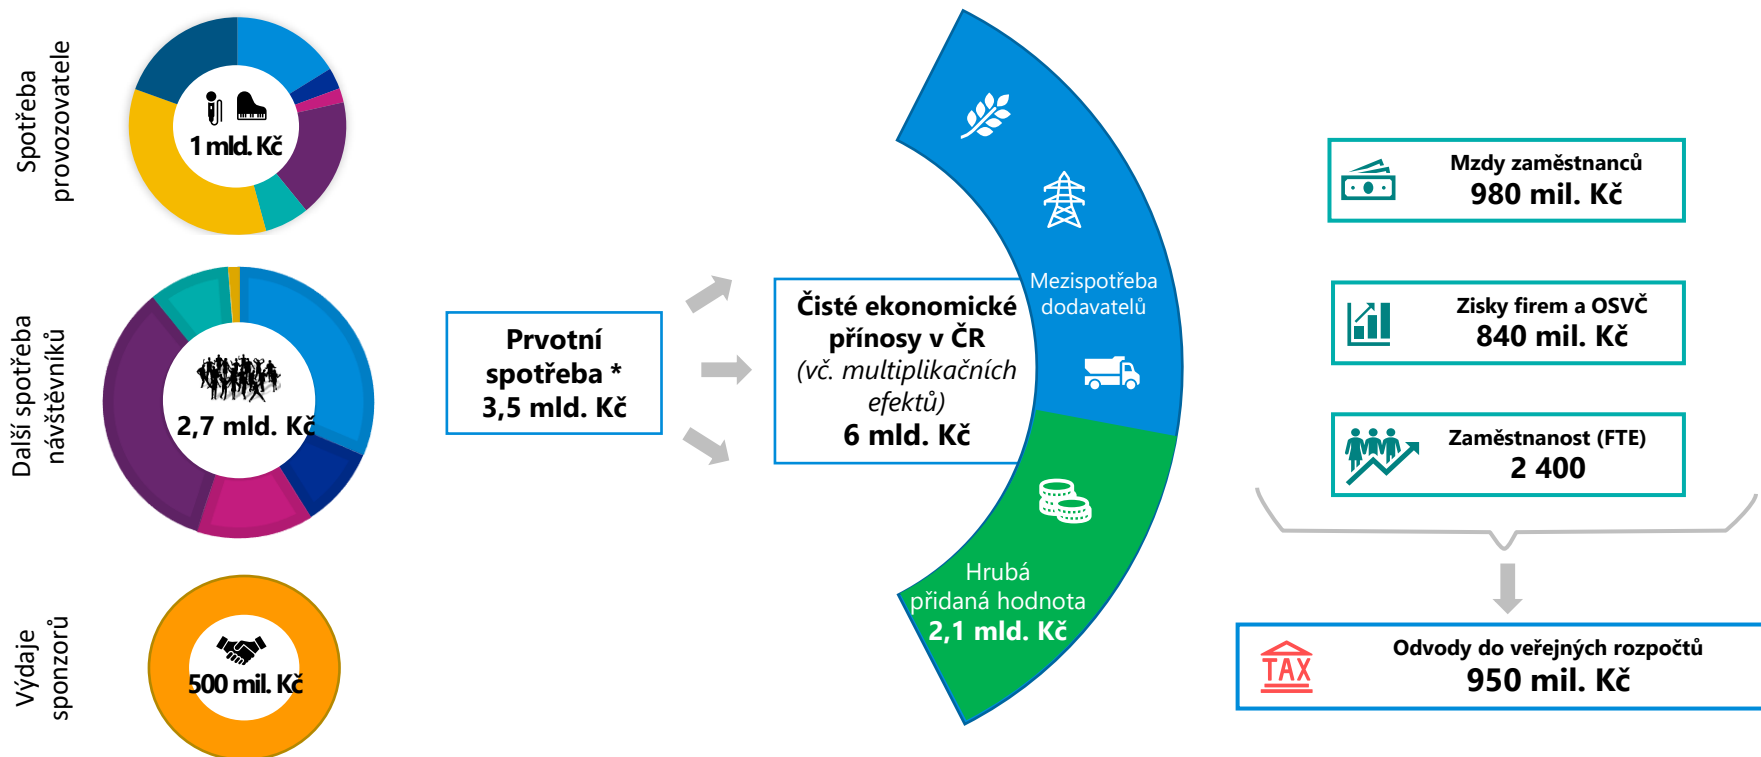 Spotřeba
provozovatele
1 mld. Kč
Další spotřeba
návštěvníků
2,7 mld. Kč
Výdaje
sponzorů
500 mil. Kč
Prvotní
spotřeba *
3,5 mld. Kč
Čisté ekonomické
přínosy v ČR
(vč. multiplikačních
efektů)
6 mld. Kč
Mezispotřeba
dodavatelů
Hrubá
přidaná hodnota
2,1 mld. Kč
Mzdy zaměstnanců
980 mil. Kč
Zisky firem a OSVČ
840 mil. Kč
Zaměstnanost (FTE)
2 400
TAX
Odvody do veřejných rozpočtů
950 mil. Kč